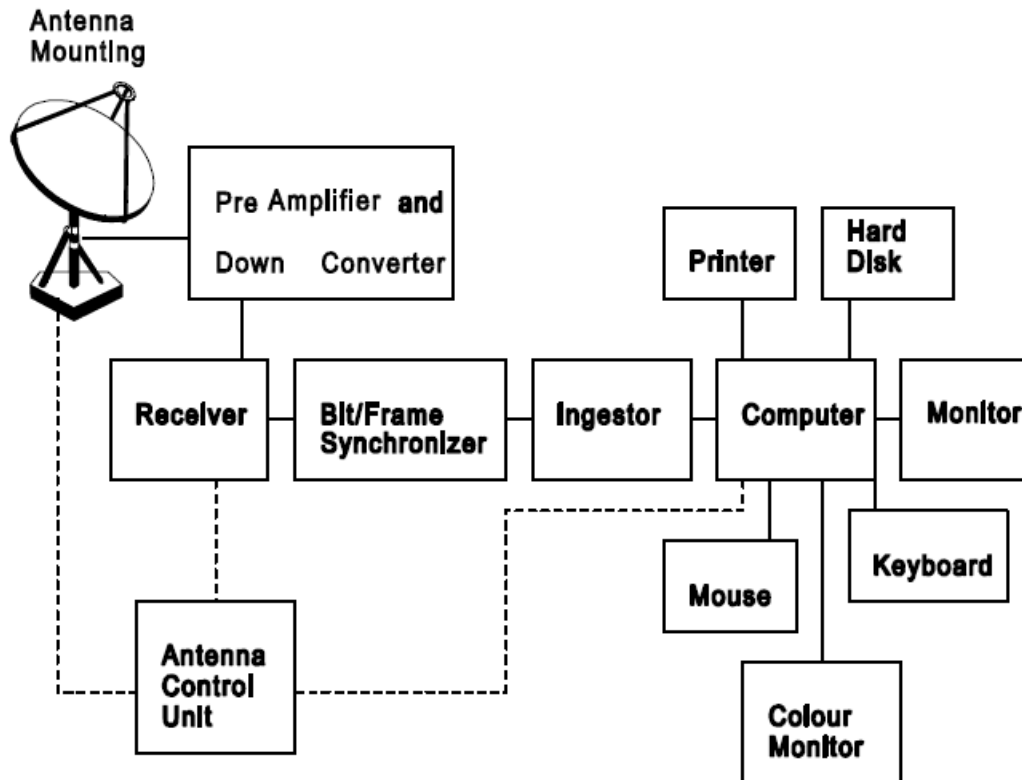 Antenna
Mounting
Pre Amplifier and
Down Converter
Printer
Hard
Disk
Receiver
Bit/Frame
Synchronizer
Ingestor
Computer
Monitor
Mouse
Keyboard
Antenna
Control
Unit
Colour
Monitor